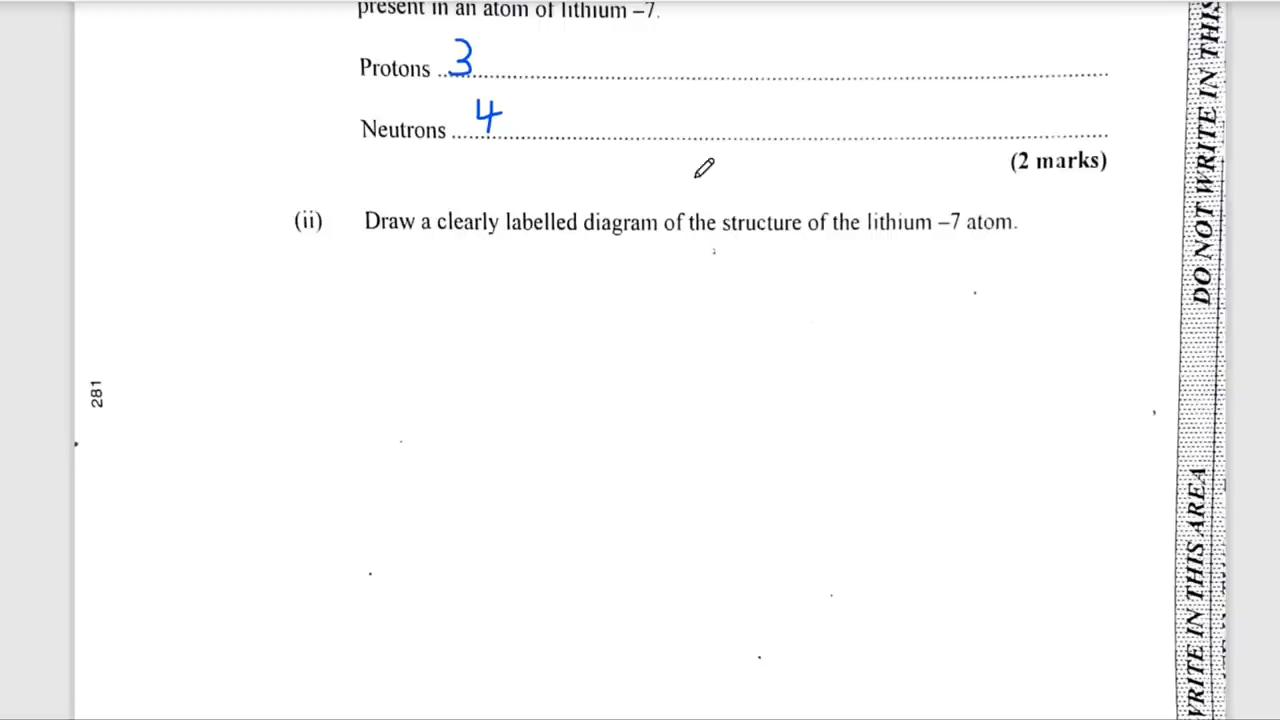 present in an atom of lithium –7.
Protons 3
Neutrons 4
(2 marks)
(ii) Draw a clearly labelled diagram of the structure of the lithium –7 atom.
281
DO NOT WRITE IN THIS
WRITE IN THIS AREA